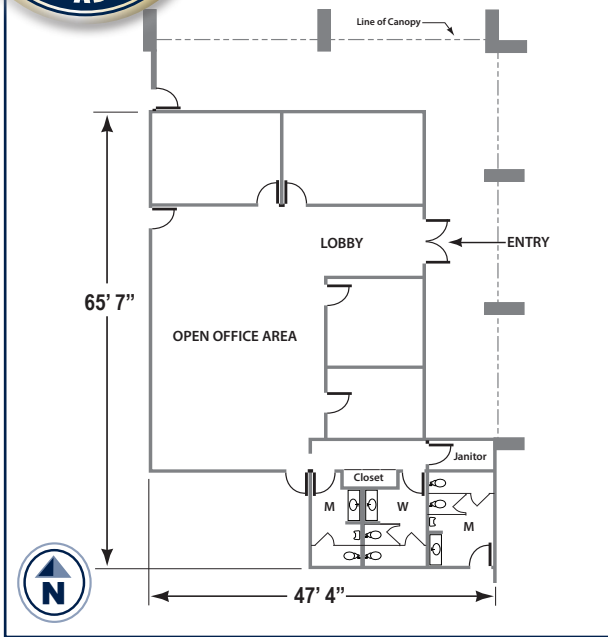 Line of Canopy
LOBBY
ENTRY
65' 7”
OPEN OFFICE AREA
Janitor
Closet
M
W
M
N
47' 4”